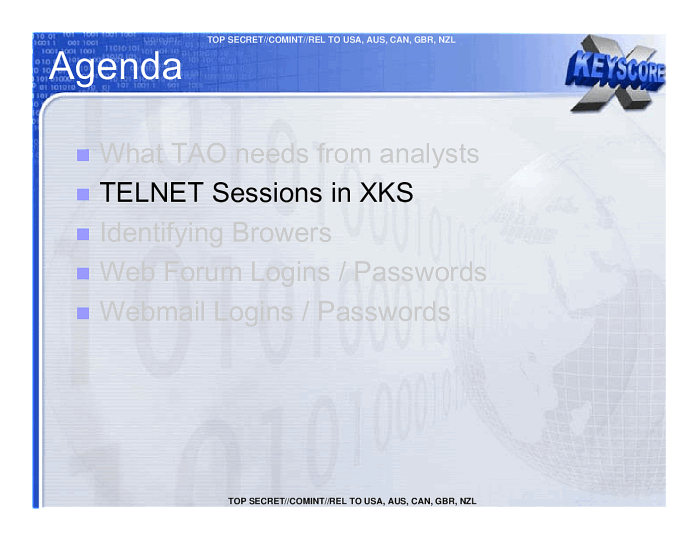 TOP SECRET//COMINT//REL TO USA, AUS, CAN, GBR, NZL
Agenda
KEYSCORE
X
What TAO needs from analysts
TELNET Sessions in XKS
Identifying Browers
Web Forum Logins / Passwords
Webmail Logins / Passwords
TOP SECRET//COMINT//REL TO USA, AUS, CAN, GBR, NZL